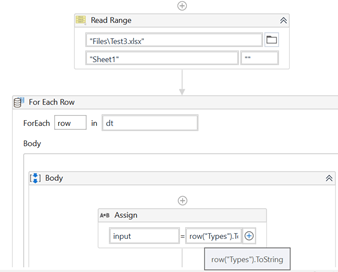 Read Range
"Files\Test3.xlsx"
"Sheet1" ""
For Each Row
ForEach row in dt
Body
Body
A+B Assign
input = row("Types").To
row("Types").ToString